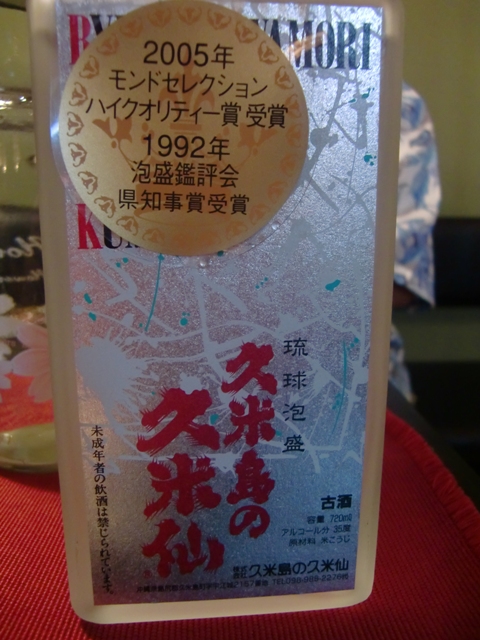 2005年
モンドセレクション
ハイクオリティー賞 受賞
1992年
泡盛鑑評会
県知事賞受賞
琉球泡盛
久米島の
久米仙
未成年者の飲酒は禁じられています。
古酒
容量 720ml
アルコール分 35度
原材料 米こうじ
株式会社 久米島の久米仙